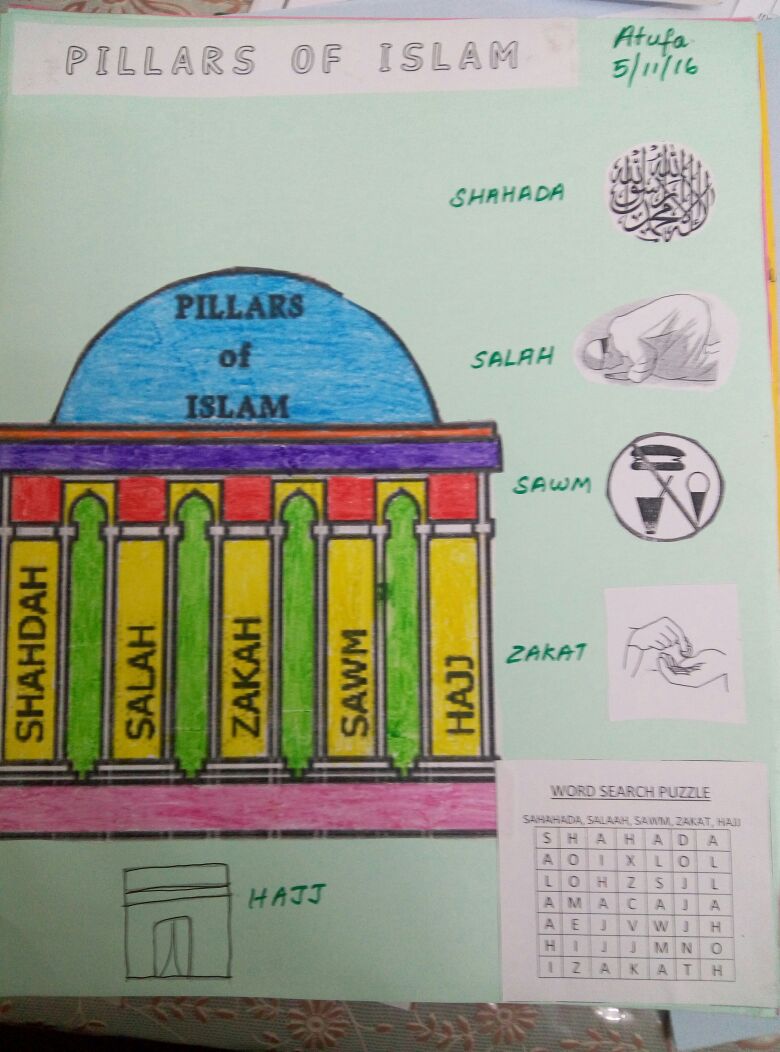 PILLARS OF ISLAM
Atufa
5/11/16
SHAHADA
لا إله إلا الله محمد رسول الله
SALAH
SAWM
ZAKAT
PILLARS
of
ISLAM
SHAHDAH
SALAH
ZAKAH
SAWM
HAJJ
HAJJ
WORD SEARCH PUZZLE
SAHAHADA, SALAAH, SAWM, ZAKAT, HAJJ
S H A H A D A
A O I X L O L
L O H Z S J L
A M A C A J A
A E J V W J H
H I J J M N O
I Z A K A T H